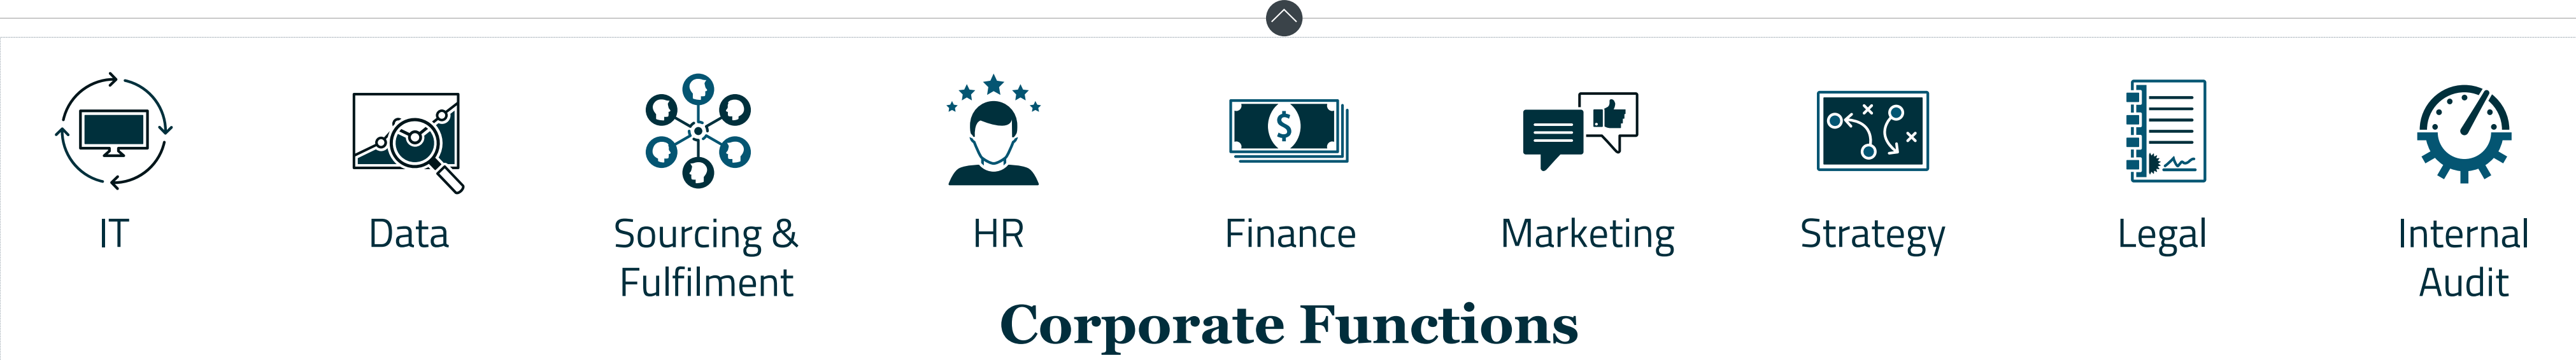 IT
Data
Sourcing &
Fulfilment
HR
Finance
Marketing
Strategy
Legal
Internal
Audit
Corporate Functions